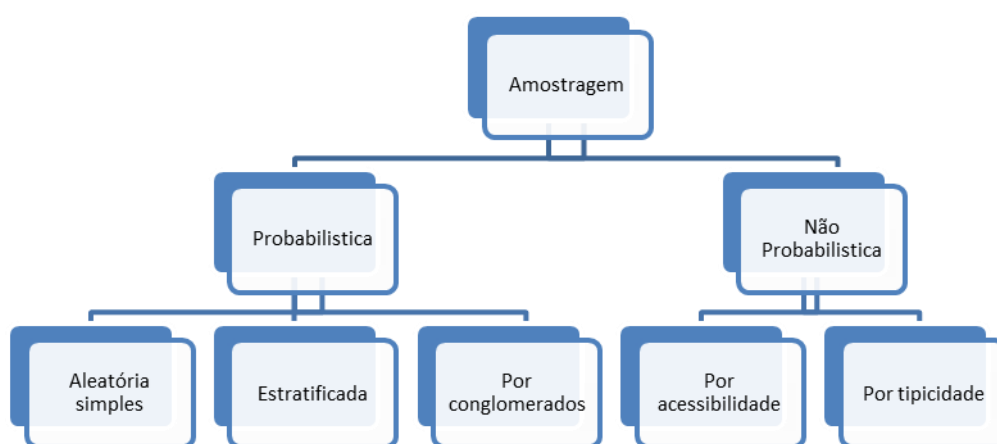 Amostragem
Probabilistica
Não
Probabilistica
Aleatória
simples
Estratificada
Por
conglomerados
Por
acessibilidade
Por tipicidade